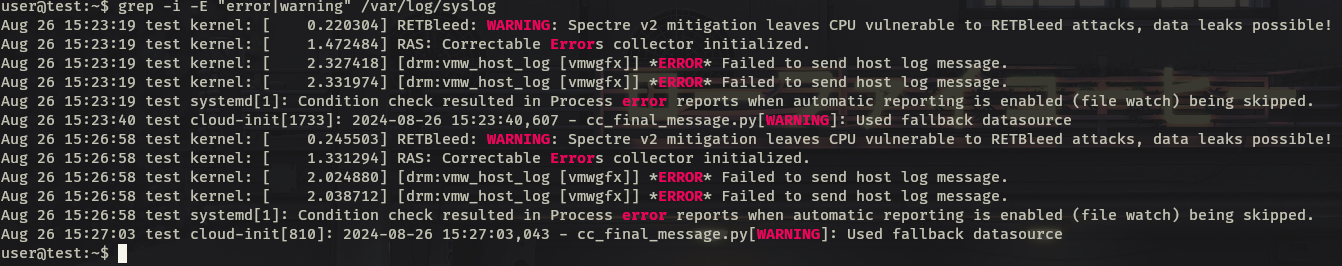 user@test:~$ grep -i -E "error|warning" /var/log/syslog
Aug 26 15:23:19 test kernel: [    0.220304] RETBleed: WARNING: Spectre v2 mitigation leaves CPU vulnerable to RETBleed attacks, data leaks possible!
Aug 26 15:23:19 test kernel: [    1.472484] RAS: Correctable Errors collector initialized.
Aug 26 15:23:19 test kernel: [    2.327418] [drm:vmw_host_log [vmwgfx]] *ERROR* Failed to send host log message.
Aug 26 15:23:19 test kernel: [    2.331974] [drm:vmw_host_log [vmwgfx]] *ERROR* Failed to send host log message.
Aug 26 15:23:19 test systemd[1]: Condition check resulted in Process error reports when automatic reporting is enabled (file watch) being skipped.
Aug 26 15:23:40 test cloud-init[1733]: 2024-08-26 15:23:40,607 - cc_final_message.py[WARNING]: Used fallback datasource
Aug 26 15:26:58 test kernel: [    0.245503] RETBleed: WARNING: Spectre v2 mitigation leaves CPU vulnerable to RETBleed attacks, data leaks possible!
Aug 26 15:26:58 test kernel: [    1.331294] RAS: Correctable Errors collector initialized.
Aug 26 15:26:58 test kernel: [    2.024880] [drm:vmw_host_log [vmwgfx]] *ERROR* Failed to send host log message.
Aug 26 15:26:58 test kernel: [    2.038712] [drm:vmw_host_log [vmwgfx]] *ERROR* Failed to send host log message.
Aug 26 15:26:58 test systemd[1]: Condition check resulted in Process error reports when automatic reporting is enabled (file watch) being skipped.
Aug 26 15:27:03 test cloud-init[810]: 2024-08-26 15:27:03,043 - cc_final_message.py[WARNING]: Used fallback datasource
user@test:~$